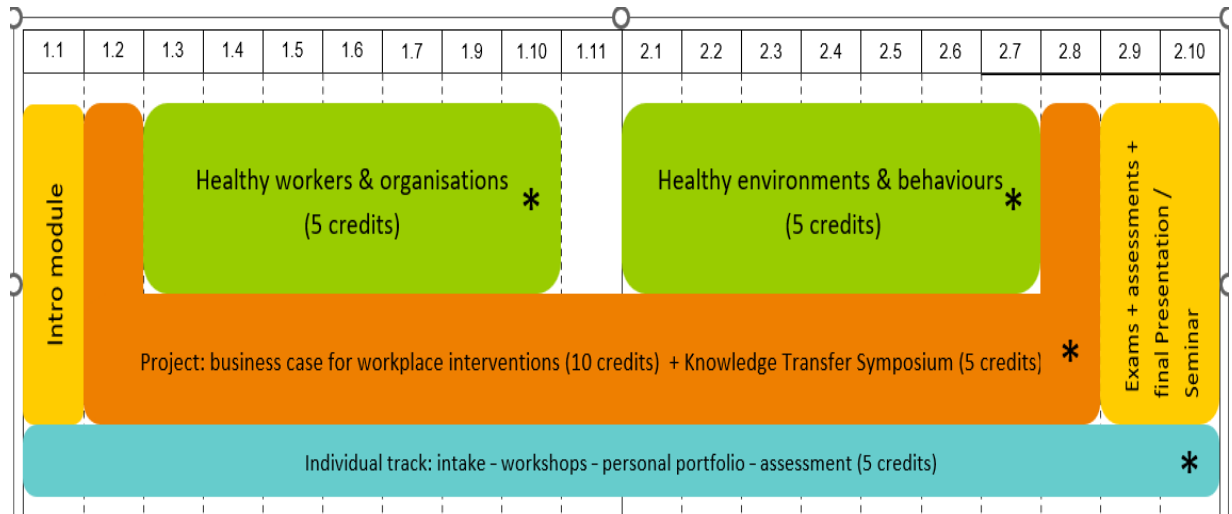 1.1 1.2 1.3 1.4 1.5 1.6 1.7 1.9 1.10 1.11 2.1 2.2 2.3 2.4 2.5 2.6 2.7 2.8 2.9 2.10
Intro module
Healthy workers & organisations
(5 credits) *
Healthy environments & behaviours
(5 credits) *
Project: business case for workplace interventions (10 credits) + Knowledge Transfer Symposium (5 credits) *
Exams + assessments +
final Presentation /
Seminar
Individual track: intake - workshops - personal portfolio - assessment (5 credits) *